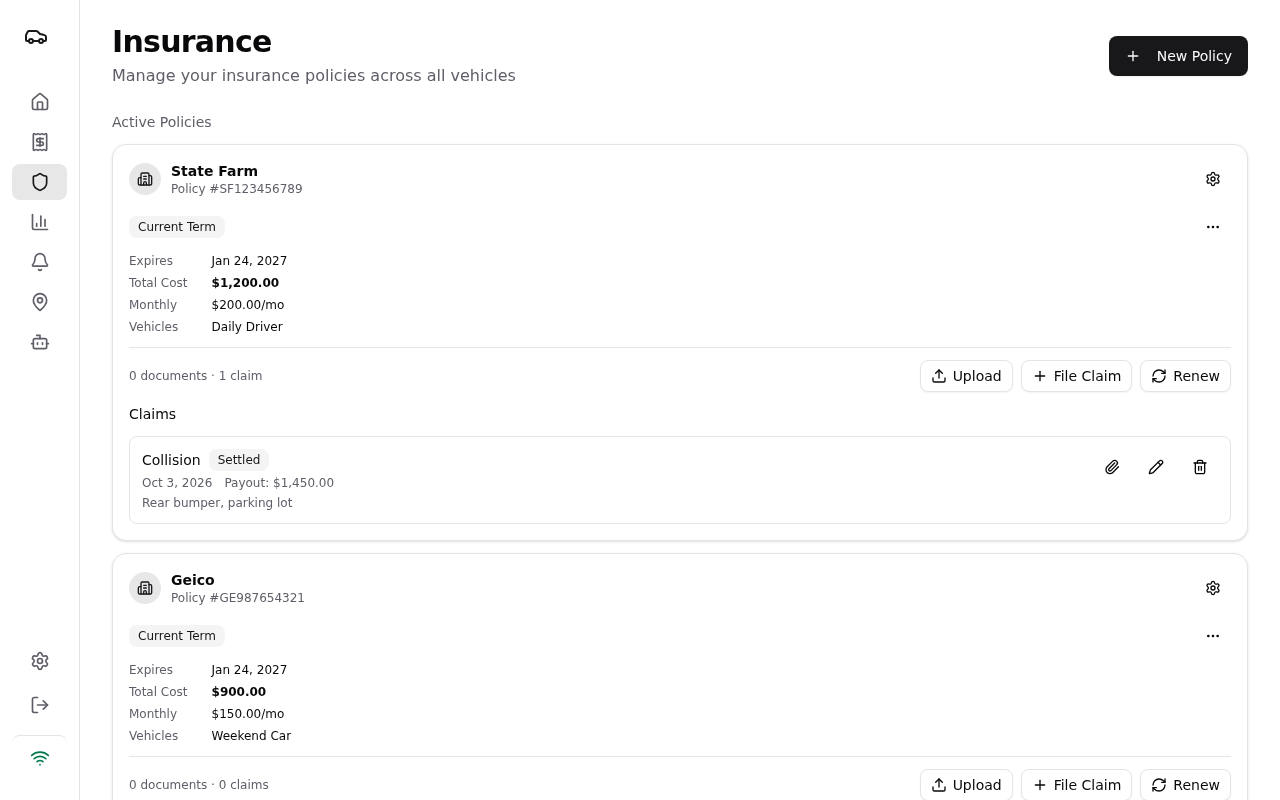 Insurance
Manage your insurance policies across all vehicles
New Policy
Active Policies
State Farm
Policy #SF123456789
Current Term
Expires Jan 24, 2027
Total Cost $1,200.00
Monthly $200.00/mo
Vehicles Daily Driver
0 documents · 1 claim
Upload
File Claim
Renew
Claims
Collision Settled
Oct 3, 2026 Payout: $1,450.00
Rear bumper, parking lot
Geico
Policy #GE987654321
Current Term
Expires Jan 24, 2027
Total Cost $900.00
Monthly $150.00/mo
Vehicles Weekend Car
0 documents · 0 claims
Upload
File Claim
Renew